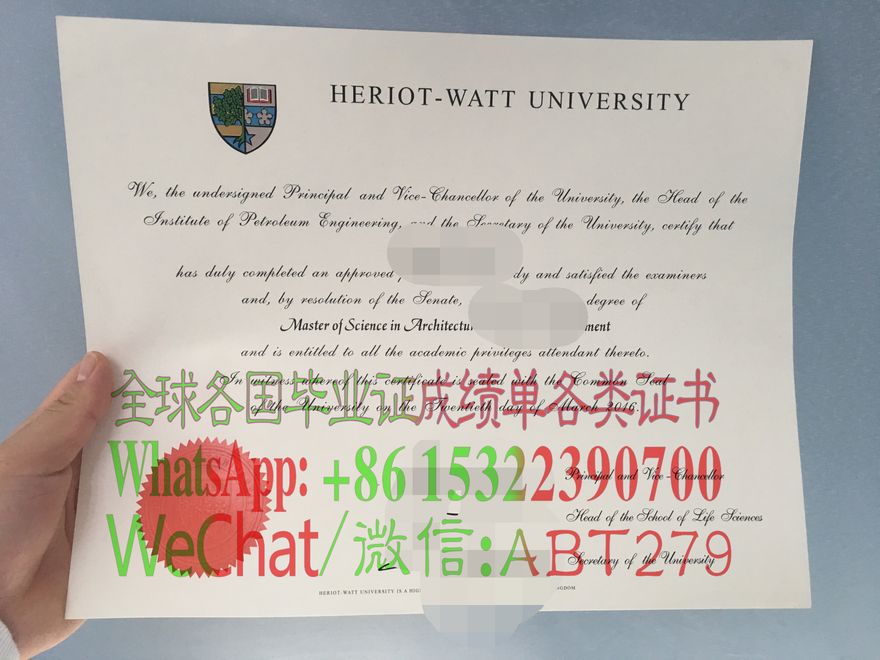 HERIOT-WATT UNIVERSITY
We, the undersigned Principal and Vice-Chancellor of the University, the Head of the
Institute of Petroleum Engineering, and the Secretary of the University, certify that
has duly completed an approved dy and satisfied the examiners
and, by resolution of the Senate, degree of
Master of Science in Architectu ment
and is entitled to all the academic privileges attendant thereto.
In witness whereof this certificate is sealed with the Common Seal
of the University on the Twentieth day of March 2016.
全球各国毕业证成绩单各类证书
WhatsApp: +86 15322390700
Principal and Vice-Chancellor
Head of the School of Life Sciences
WeChat/微信:ABT279
Secretary of the University
HERIOT-WATT UNIVERSITY IS A HIG GDOM